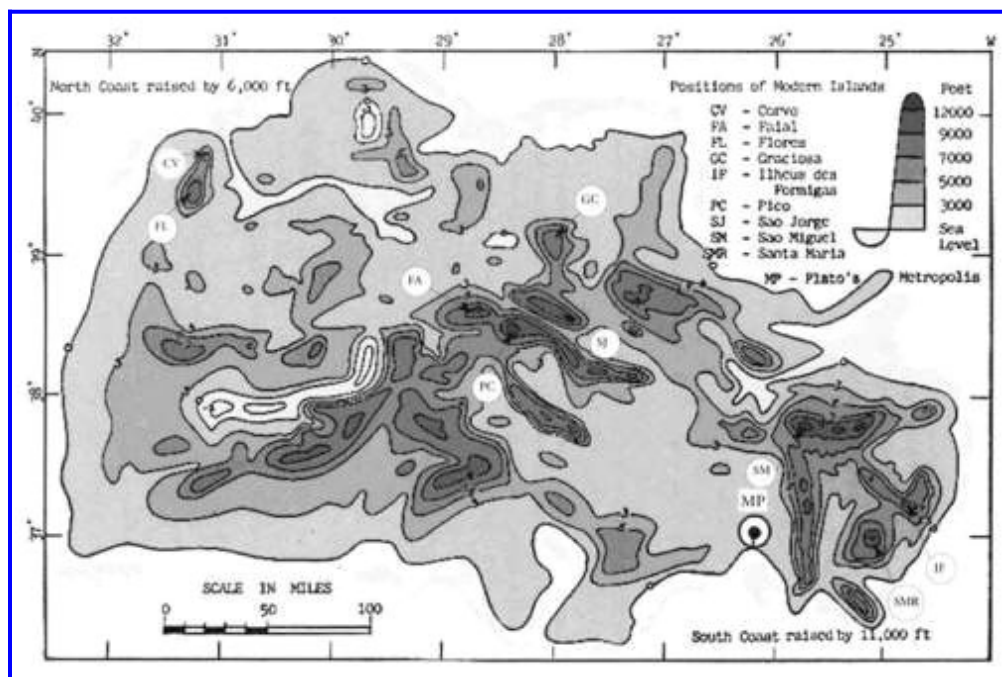 32° 31° 30° 29° 28° 27° 26° 25° W
N
North Coast raised by 6,000 ft
Positions of Modern Islands
CV - Corvo
FA - Faial
FL - Flores
GC - Graciosa
IF - Ilheus des
Formigas
PC - Pico
SJ - Sao Jorge
SM - Sao Miguel
SMR - Santa Maria
MP - Plato's Metropolis
Feet
12000
9000
7000
5000
3000
Sea
Level
CV
FL
GC
FA
SJ
PC
SM
MP
IF
SMR
39°
38°
37°
SCALE IN MILES
0 50 100
South Coast raised by 11,000 ft